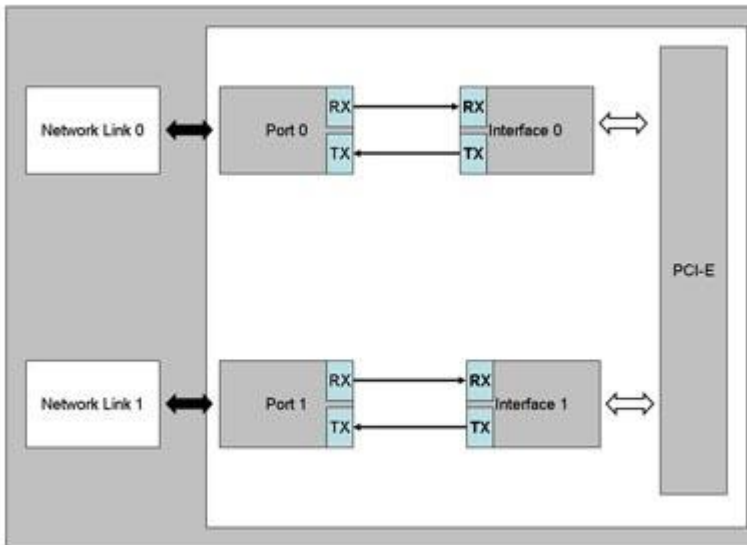 Network Link 0
Port 0
RX
TX
RX
TX
Interface 0
PCI-E
Network Link 1
Port 1
RX
TX
RX
TX
Interface 1